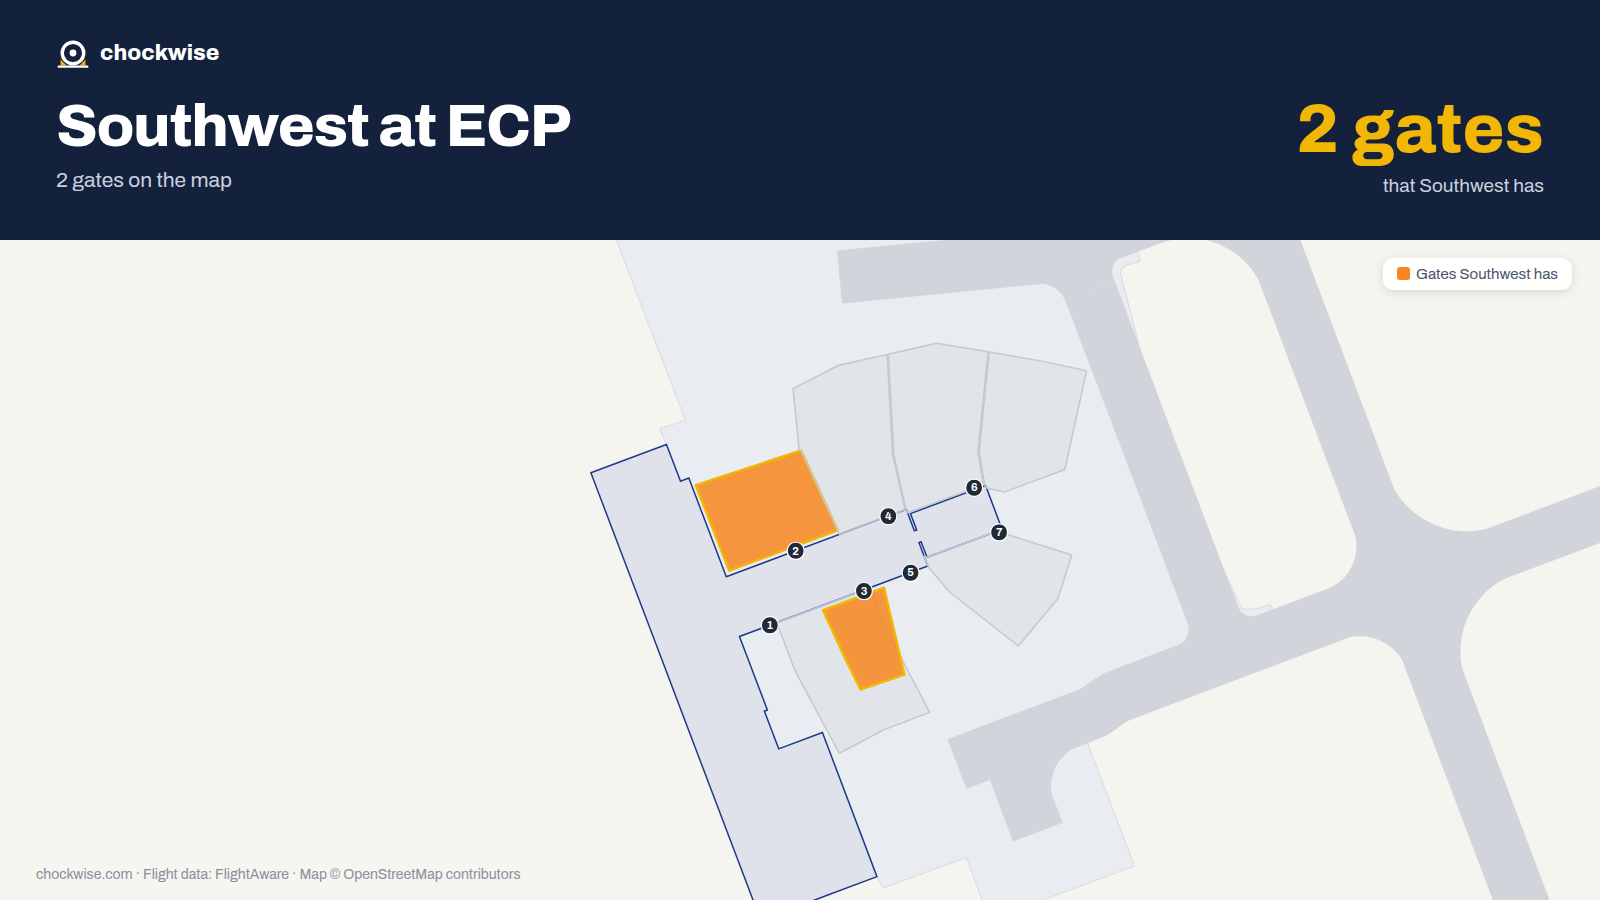 chockwise
Southwest at ECP
2 gates on the map
2 gates
that Southwest has
Gates Southwest has
6
4
7
2
5
3
1
chockwise.com · Flight data: FlightAware · Map © OpenStreetMap contributors